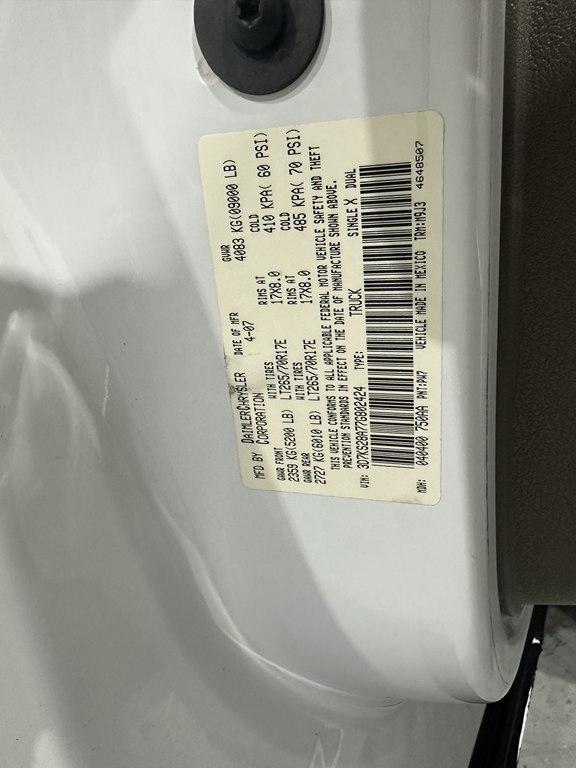 MFD BY DAIMLERCHRYSLER CORPORATION DATE OF MFR 4-07 GVWR 4083 KG(09000 LB)
GAWR FRONT WITH TIRES RIMS AT COLD
2359 KG(5200 LB) LT265/70R17E 17X8.0 410 KPA( 60 PSI)
GAWR REAR WITH TIRES RIMS AT COLD
2727 KG(6010 LB) LT265/70R17E 17X8.0 485 KPA( 70 PSI)
THIS VEHICLE CONFORMS TO ALL APPLICABLE FEDERAL MOTOR VEHICLE SAFETY AND THEFT
PREVENTION STANDARDS IN EFFECT ON THE DATE OF MANUFACTURE SHOWN ABOVE.
VIN: 3D7KS28A77G802424 TYPE: TRUCK SINGLE X DUAL
MDH: 040400 750AA PNT:PW7 VEHICLE MADE IN MEXICO TRM:M9J3 4648507